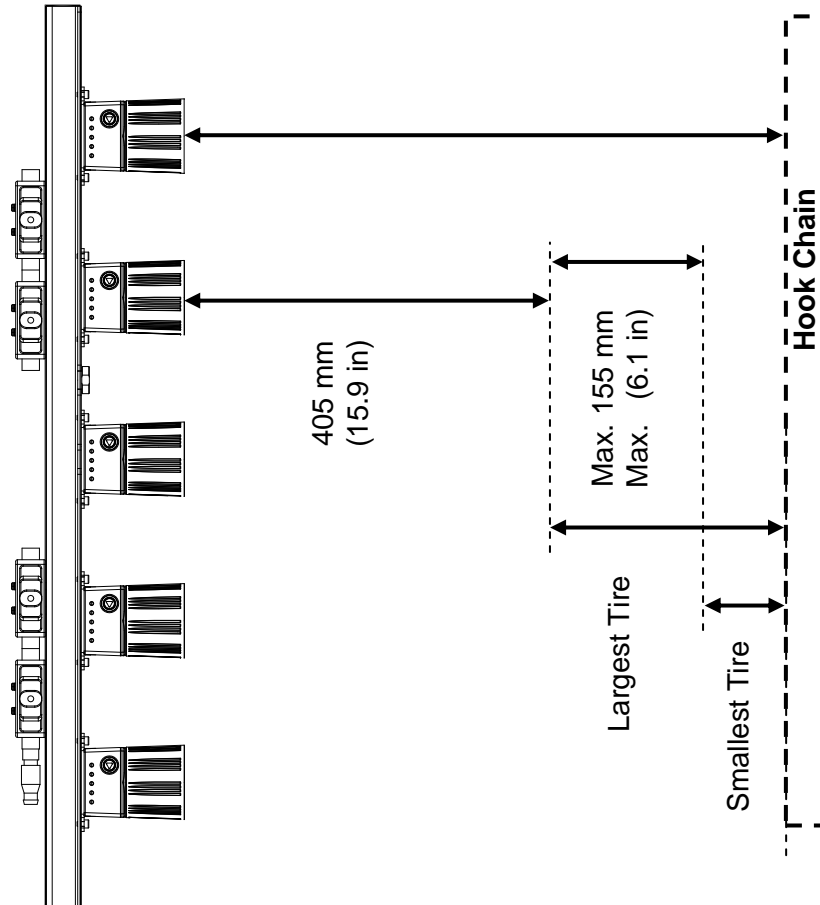 405 mm
(15.9 in)
Max. 155 mm
Max. (6.1 in)
Largest Tire
Smallest Tire
Hook Chain